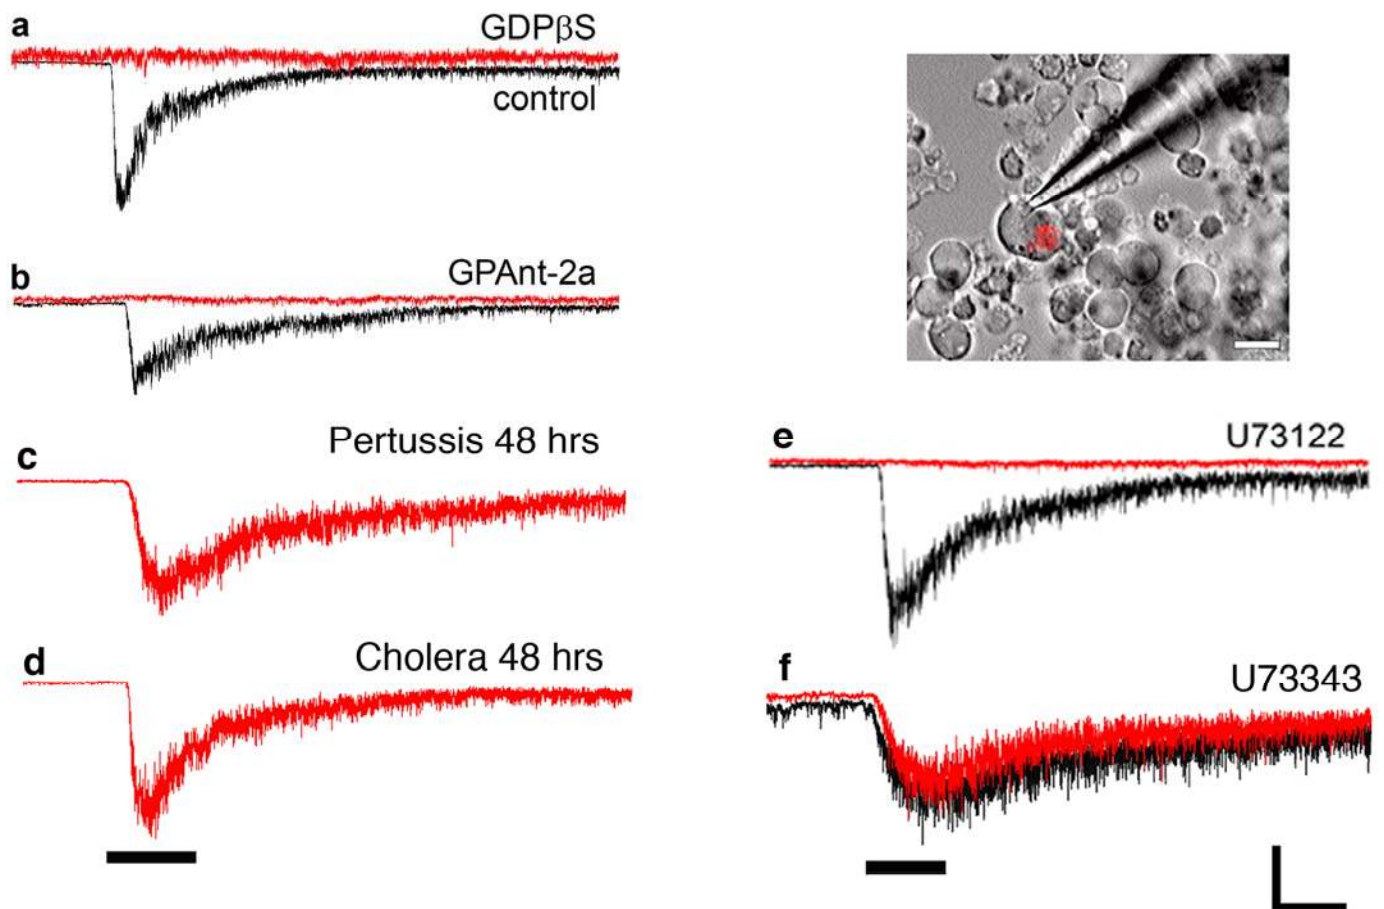 a
GDPβS
control
b
GPAnt-2a
c
Pertussis 48 hrs
d
Cholera 48 hrs
e
U73122
f
U73343